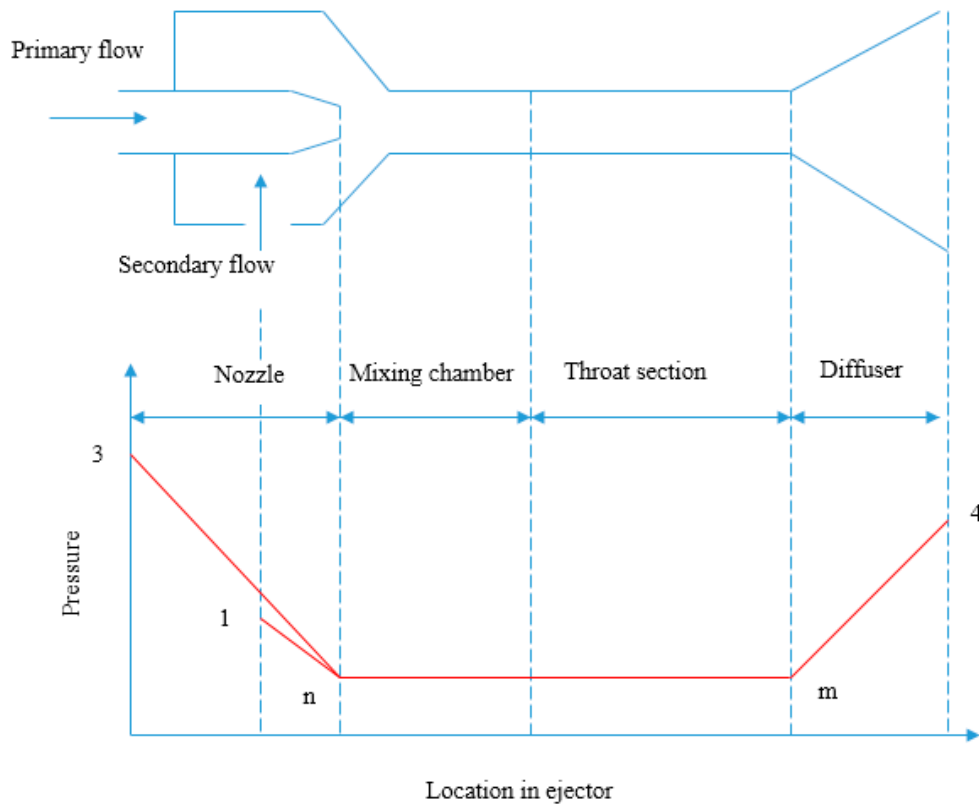 Primary flow
Secondary flow
Nozzle
Mixing chamber
Throat section
Diffuser
3
4
Pressure
1
n
m
Location in ejector